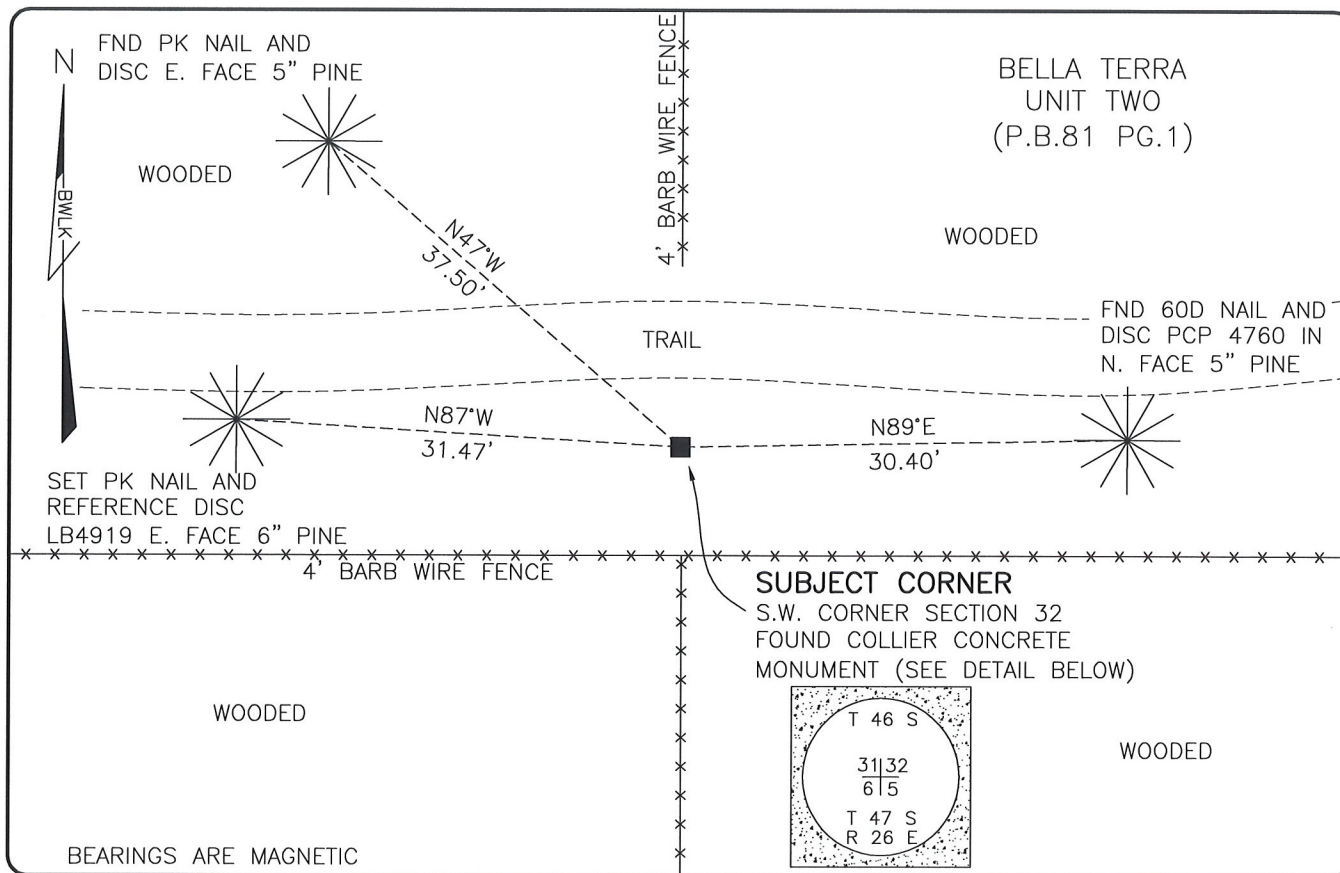 N
FND PK NAIL AND
DISC E. FACE 5" PINE
WOODED
BWLK
4' BARB WIRE FENCE
BELLA TERRA
UNIT TWO
(P.B.81 PG.1)
WOODED
N47°W
37.50'
TRAIL
FND 60D NAIL AND
DISC PCP 4760 IN
N. FACE 5" PINE
N87°W
31.47'
N89°E
30.40'
SET PK NAIL AND
REFERENCE DISC
LB4919 E. FACE 6" PINE
4' BARB WIRE FENCE
SUBJECT CORNER
S.W. CORNER SECTION 32
FOUND COLLIER CONCRETE
MONUMENT (SEE DETAIL BELOW)
WOODED
T 46 S
31|32
6|5
T 47 S
R 26 E
WOODED
BEARINGS ARE MAGNETIC